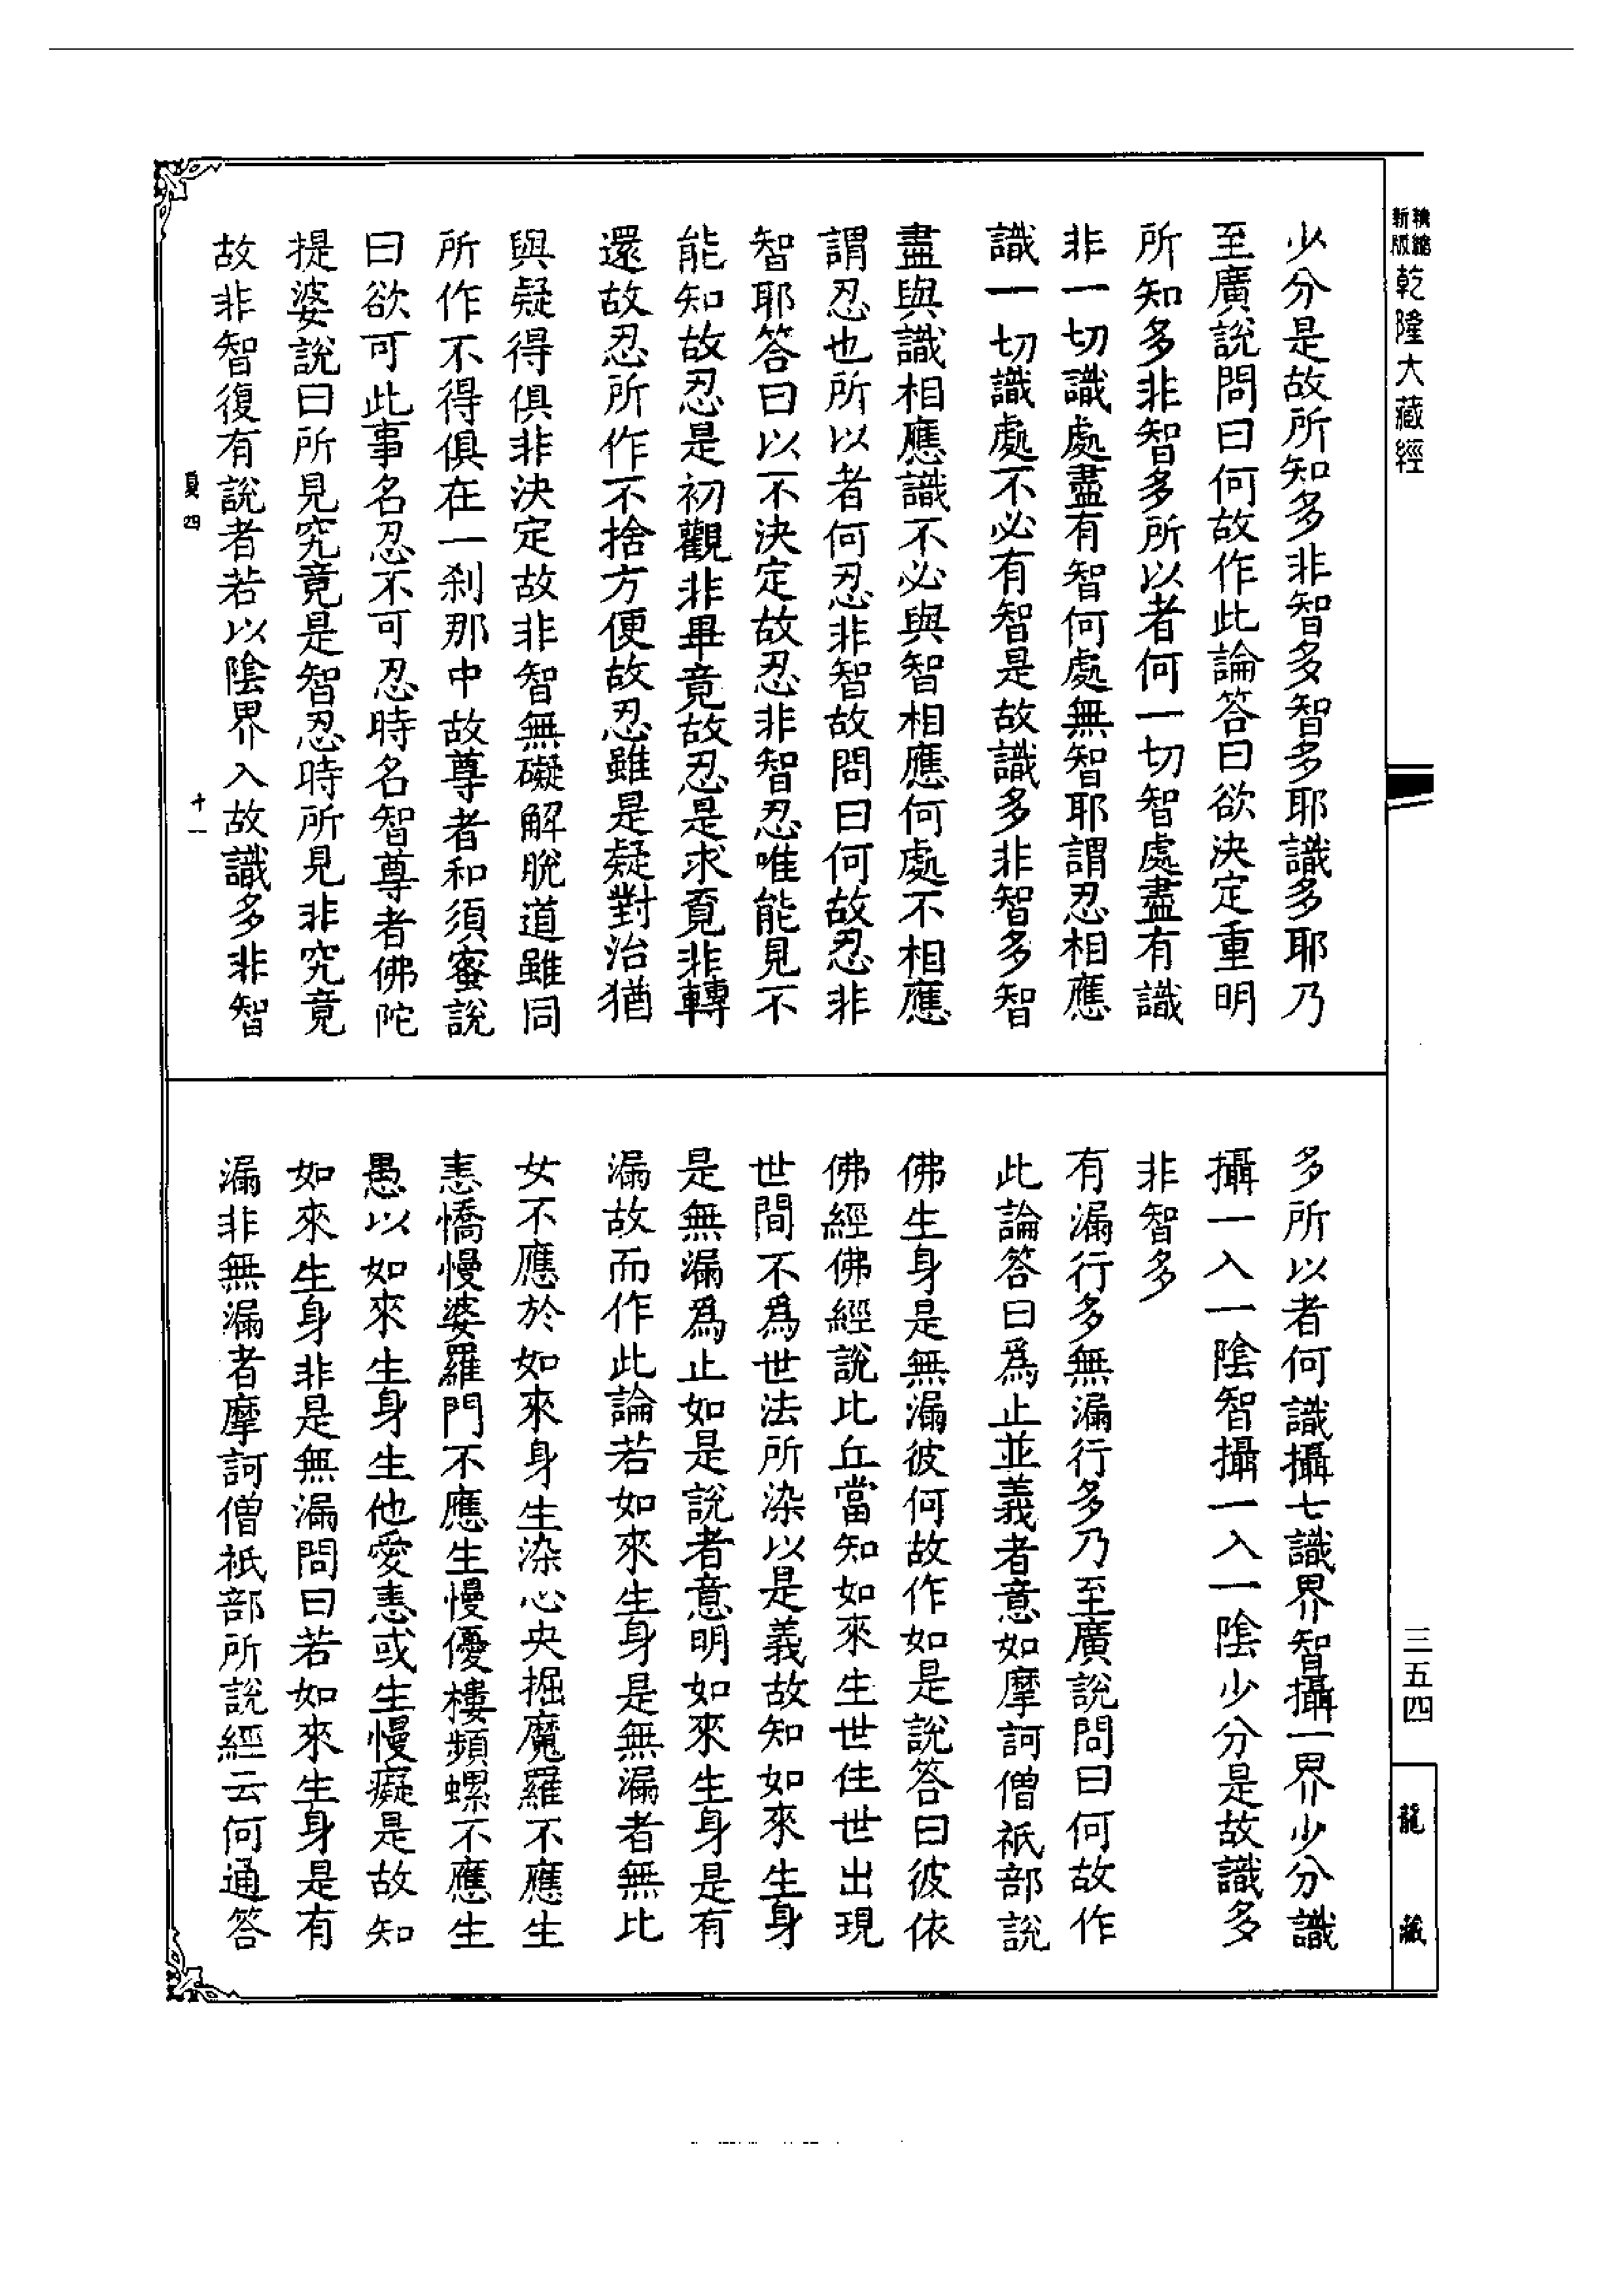 新版精縮乾隆大藏經
少分是故所知多非智多智多耶識多耶乃
至廣說問曰何故作此論答曰欲決定重明
所知多非智多所以者何一切智處盡有識
非一切識處盡有智何處無智耶謂忍相應
識一切識處不必有智是故識多非智多智
盡與識相應識不必與智相應何處不相應
謂忍也所以者何忍非智故問曰何故忍非
智耶答曰以不決定故忍非智忍唯能見不
能知故忍是初觀非畢竟故忍是求覓非轉
還故忍所作不捨方便故忍雖是疑對治猶
與疑得俱非決定故非智無礙解脫道雖同
所作不得俱在一剎那中故尊者和須蜜說
曰欲可此事名忍不可忍時名智尊者佛陀
提婆說曰所見究竟是智忍時所見非究竟
故非智復有說者若以陰界入故識多非智
夏四
十一
多所以者何識攝七識界智攝一界少分識
攝一入一陰智攝一入一陰少分是故識多
非智多
有漏行多無漏行多乃至廣說問曰何故作
此論答曰爲止並義者意如摩訶僧祇部說
佛生身是無漏彼何故作如是說答曰彼依
佛經佛經說比丘當知如來生世住世出現
世間不爲世法所染以是義故知如來生身
是無漏爲止如是說者意明如來生身是有
漏故而作此論若如來生身是無漏者無比
女不應於如來身生染心央掘魔羅不應生
恚憍慢婆羅門不應生慢優樓頻螺不應生
愚以如來生身生他愛恚或生慢癡是故知
如來生身非是無漏問曰若如來生身是有
漏非無漏者摩訶僧祇部所說經云何通答
三五四
龍藏